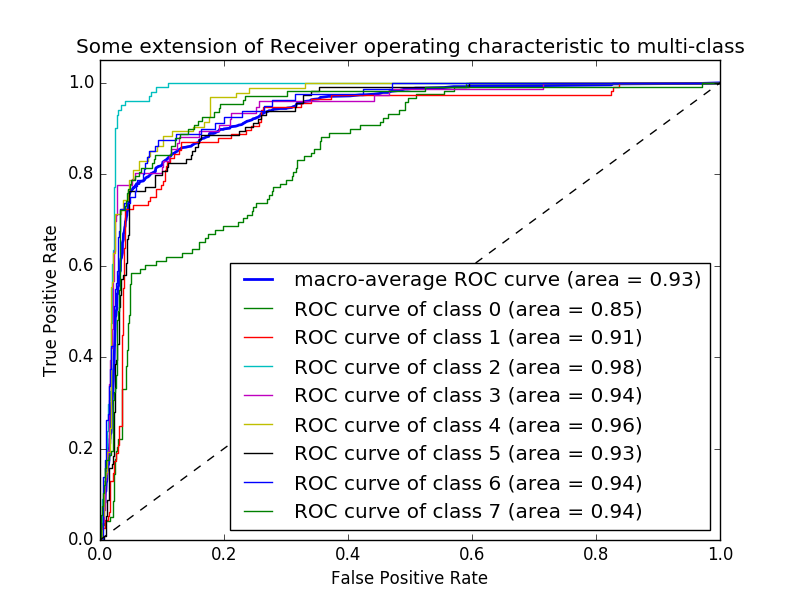 Some extension of Receiver operating characteristic to multi-class
1.0
0.8
0.6
0.4
0.2
0.0
True Positive Rate
macro-average ROC curve (area = 0.93)
ROC curve of class 0 (area = 0.85)
ROC curve of class 1 (area = 0.91)
ROC curve of class 2 (area = 0.98)
ROC curve of class 3 (area = 0.94)
ROC curve of class 4 (area = 0.96)
ROC curve of class 5 (area = 0.93)
ROC curve of class 6 (area = 0.94)
ROC curve of class 7 (area = 0.94)
0.0 0.2 0.4 0.6 0.8 1.0
False Positive Rate